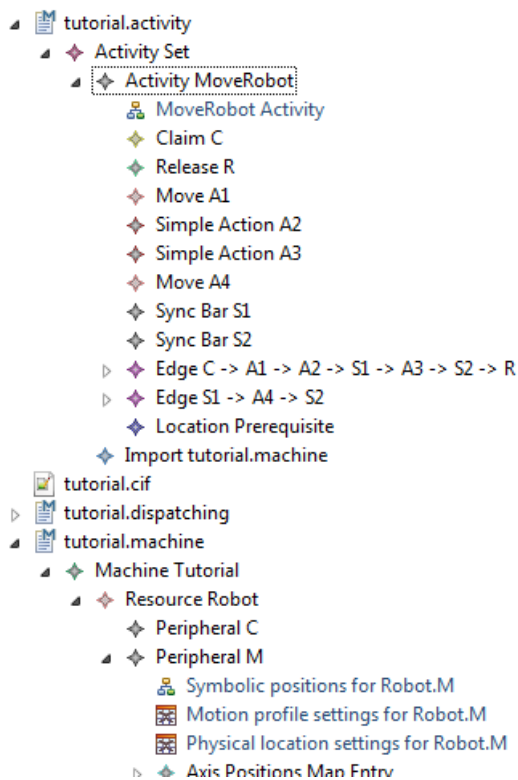 tutorial.activity
Activity Set
Activity MoveRobot
MoveRobot Activity
Claim C
Release R
Move A1
Simple Action A2
Simple Action A3
Move A4
Sync Bar S1
Sync Bar S2
Edge C -> A1 -> A2 -> S1 -> A3 -> S2 -> R
Edge S1 -> A4 -> S2
Location Prerequisite
Import tutorial.machine
tutorial.cif
tutorial.dispatching
tutorial.machine
Machine Tutorial
Resource Robot
Peripheral C
Peripheral M
Symbolic positions for Robot.M
Motion profile settings for Robot.M
Physical location settings for Robot.M
Axis Positions Map Entry